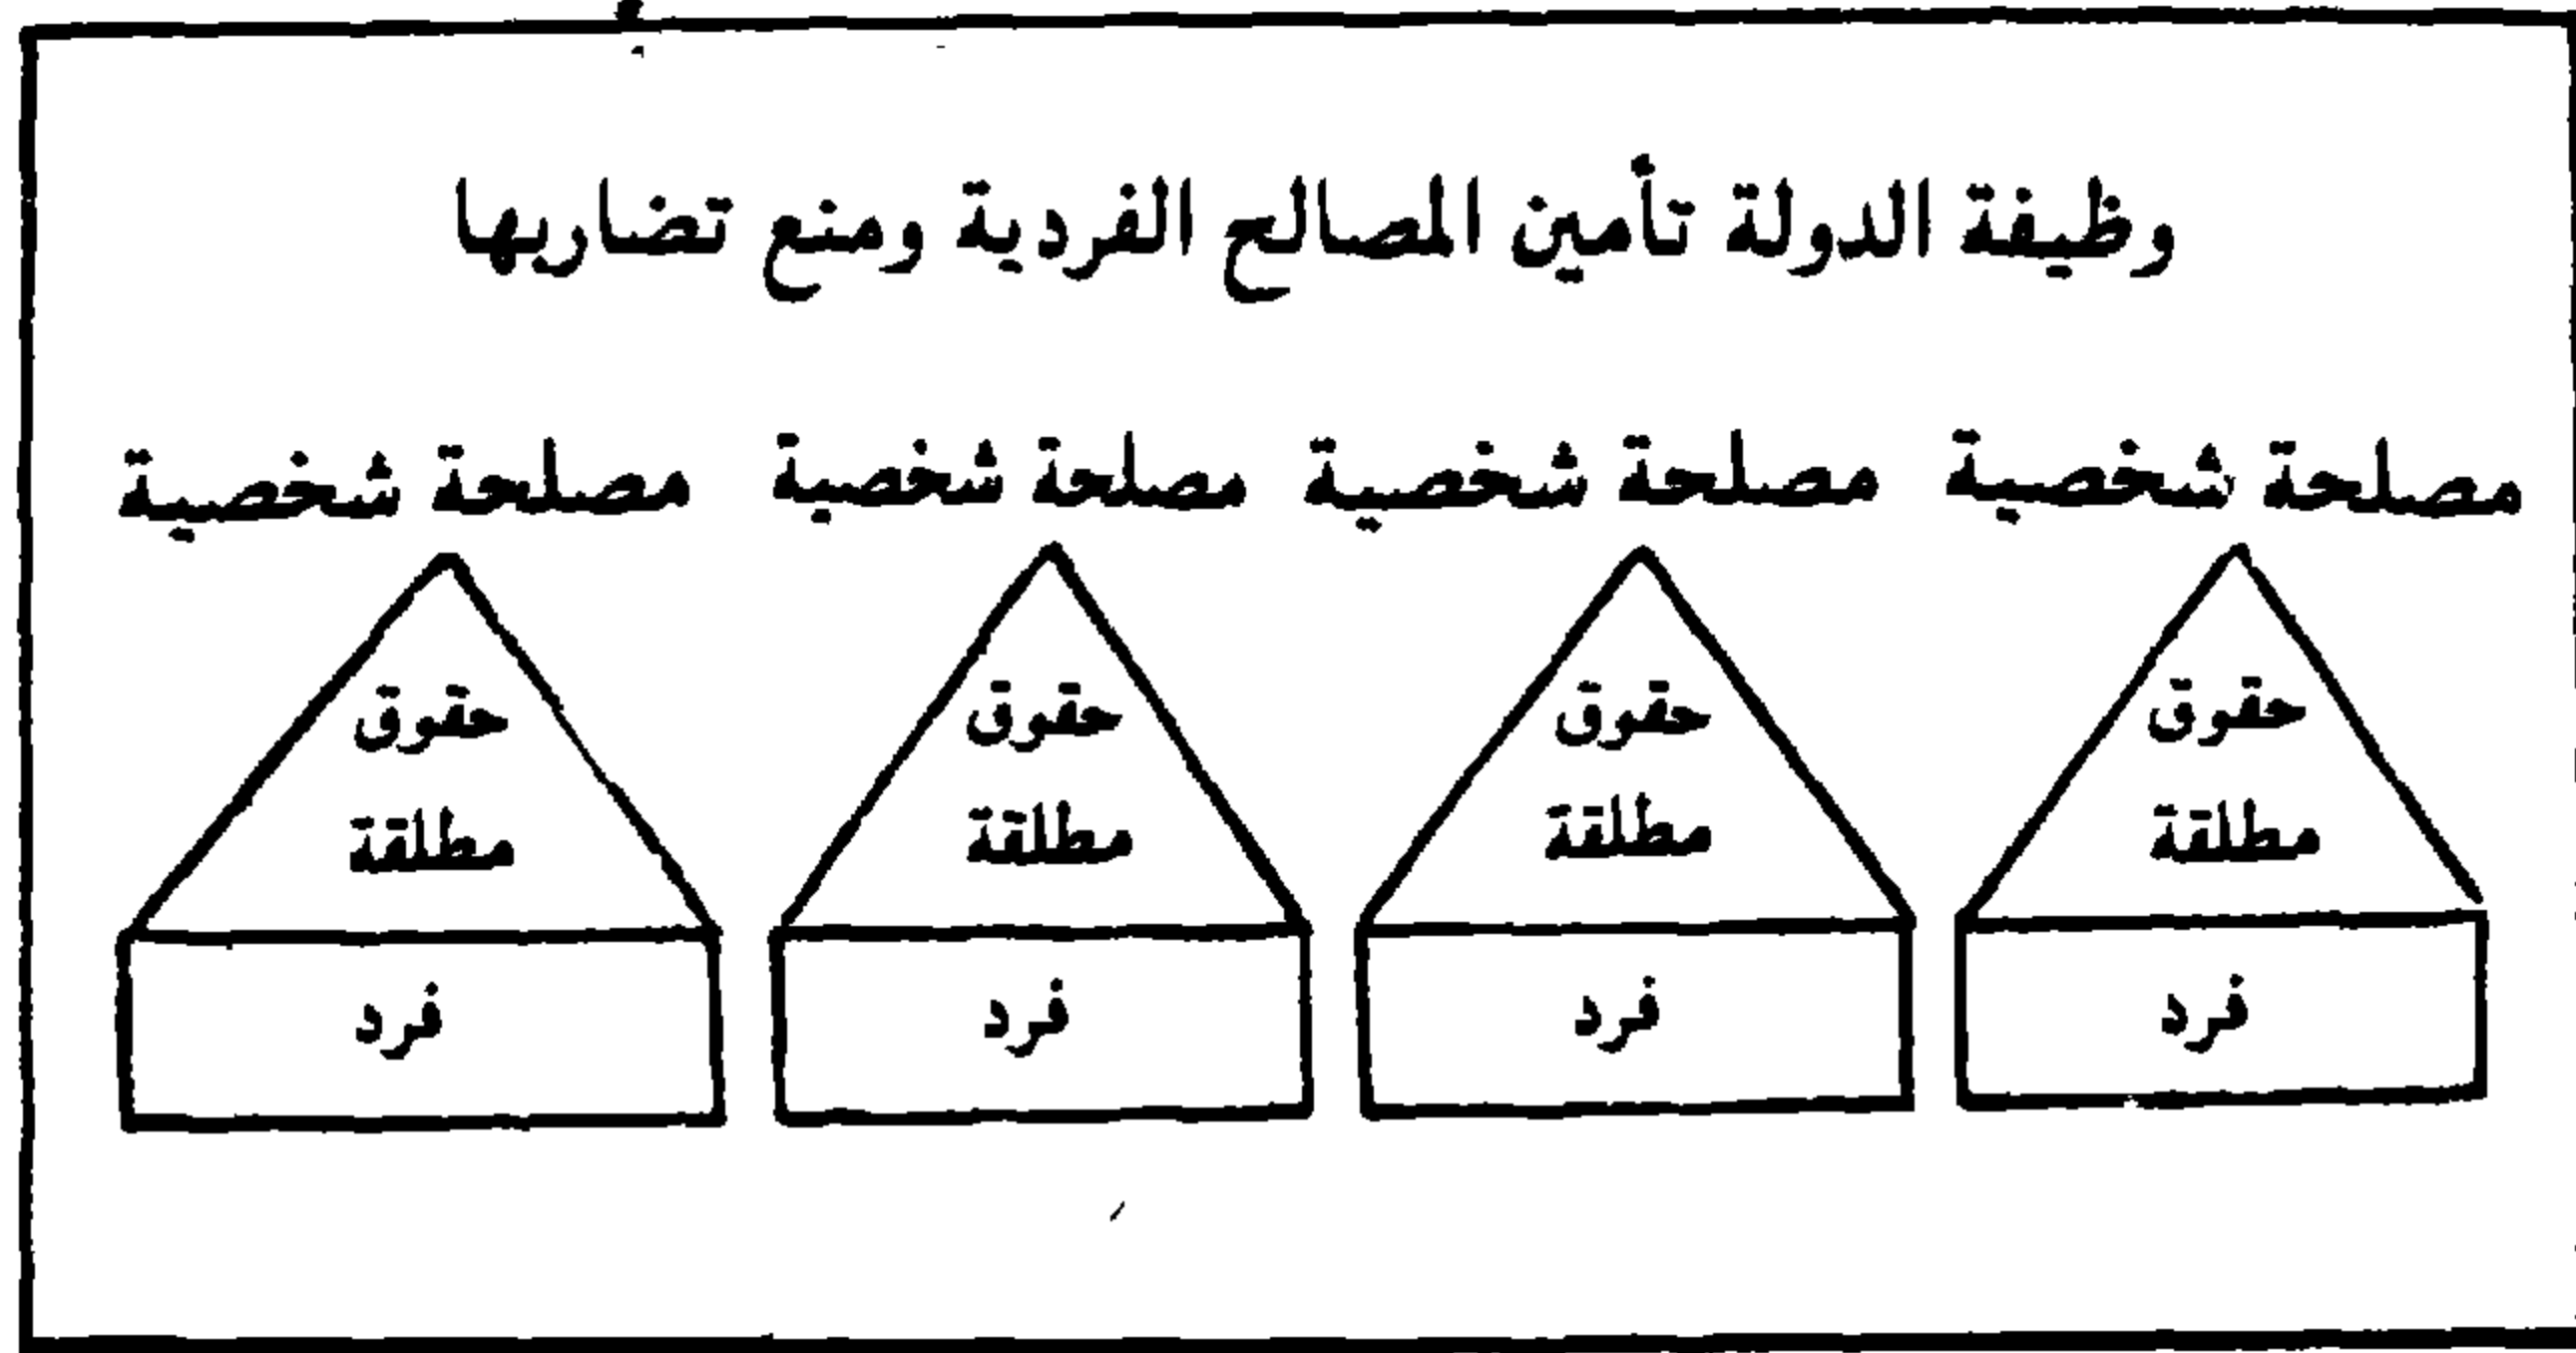 وظيفة الدولة تأمين المصالح الفردية ومنع تضاربها
مصلحة شخصية مصلحة شخصية مصلحة شخصية مصلحة شخصية
حقوق حقوق حقوق حقوق
مطلقة مطلقة مطلقة مطلقة
فرد فرد فرد فرد